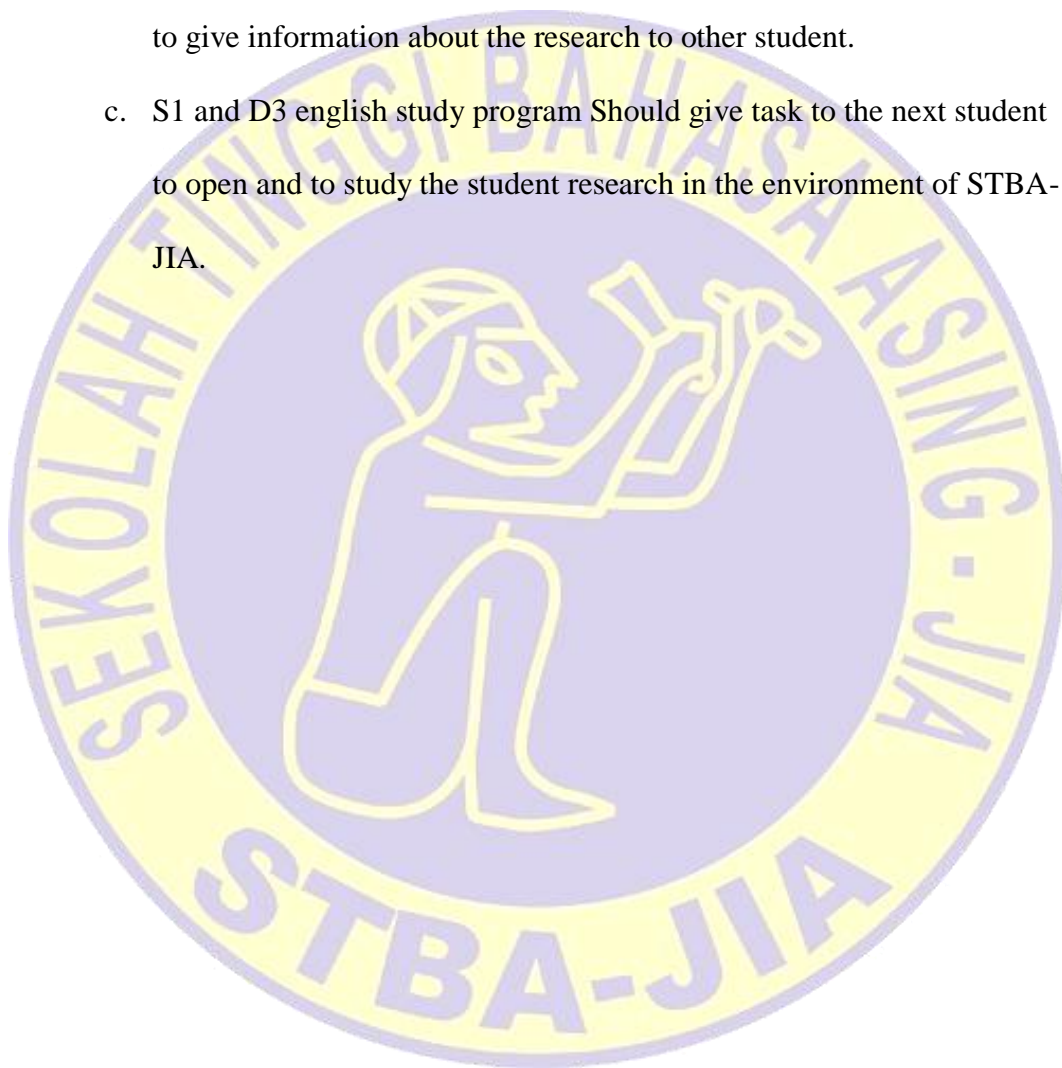 to give information about the research to other student.
c. S1 and D3 english study program Should give task to the next student
to open and to study the student research in the environment of STBA-
JIA.
SEKOLAH TINGGI BAHASA ASING - JIA
STBA-JIA